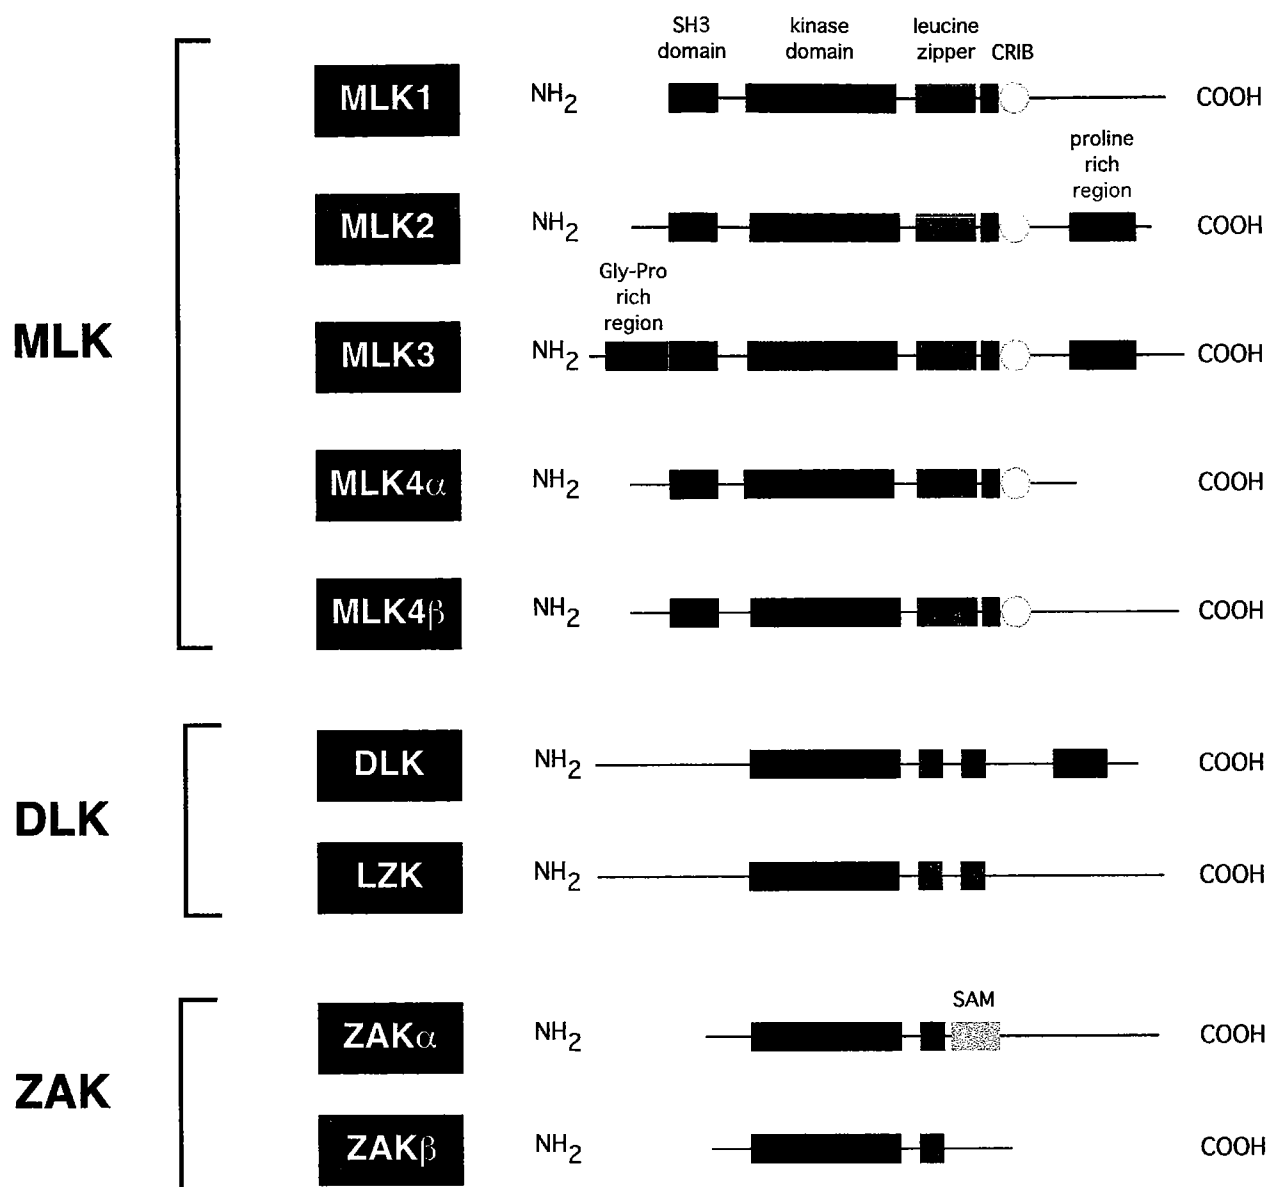 SH3
domain
kinase
domain
leucine
zipper
CRIB
MLK1
NH2
COOH
proline
rich
region
MLK2
NH2
COOH
Gly-Pro
rich
region
MLK
MLK3
NH2
COOH
MLK4α
NH2
COOH
MLK4β
NH2
COOH
DLK
DLK
NH2
COOH
LZK
NH2
COOH
ZAK
SAM
ZAKα
NH2
COOH
ZAKβ
NH2
COOH